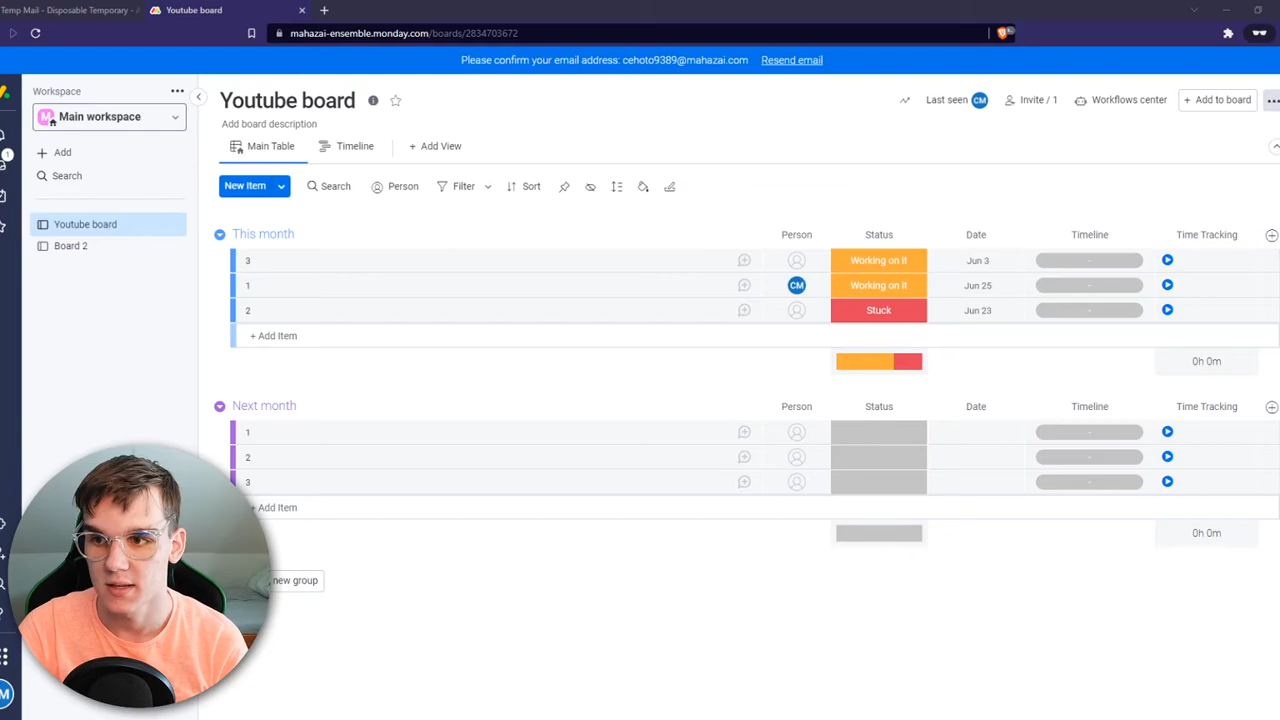 Temp Mail - Disposable Temporary -
Youtube board
mahazai-ensemble.monday.com/boards/2834703672
Please confirm your email address: cehoto9389@mahazai.com Resend email
Workspace
M Main workspace
Add
Search
Youtube board
Board 2
1
CM
Youtube board
Last seen CM
Invite / 1
Workflows center
+ Add to board
Add board description
Main Table
Timeline
+ Add View
New Item
Search
Person
Filter
Sort
This month Person Status Date Timeline Time Tracking
3 Working on it Jun 3 -
1 CM Working on it Jun 25 -
2 Stuck Jun 23 -
+ Add Item
0h 0m
Next month Person Status Date Timeline Time Tracking
1 -
2 -
3 -
+ Add Item
0h 0m
new group